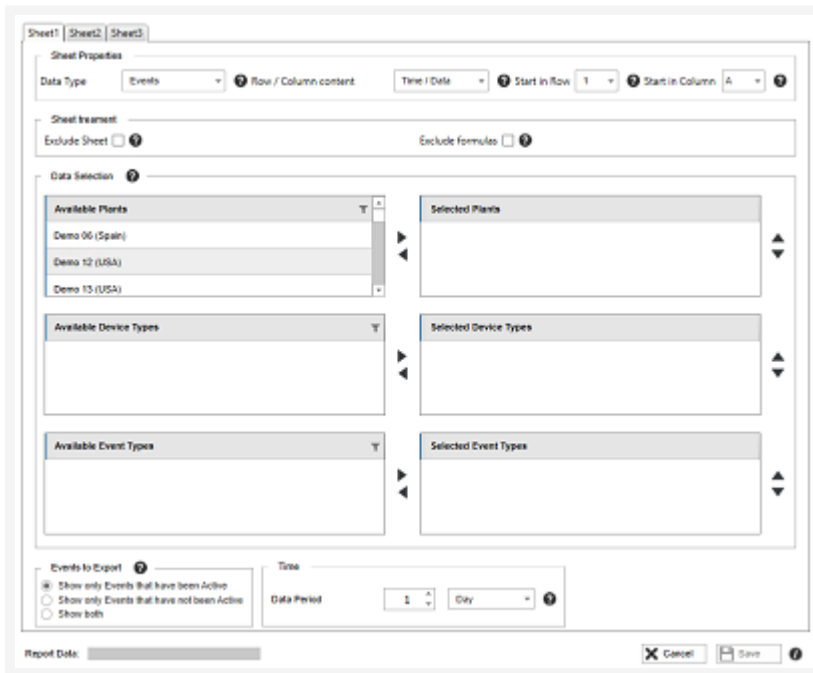 Sheet1 Sheet2 Sheet3
Sheet Properties
Data Type Events Row / Column content Time / Data Start in Row 1 Start in Column A
Sheet treament
Exclude Sheet Exclude formulas
Data Selection
Available Plants Selected Plants
Demo 06 (Spain)
Demo 12 (USA)
Demo 13 (USA)
Available Device Types Selected Device Types
Available Event Types Selected Event Types
Events to Export Time
Show only Events that have been Active
Show only Events that have not been Active
Show both
Data Period 1 Day
Report Data: Cancel Save